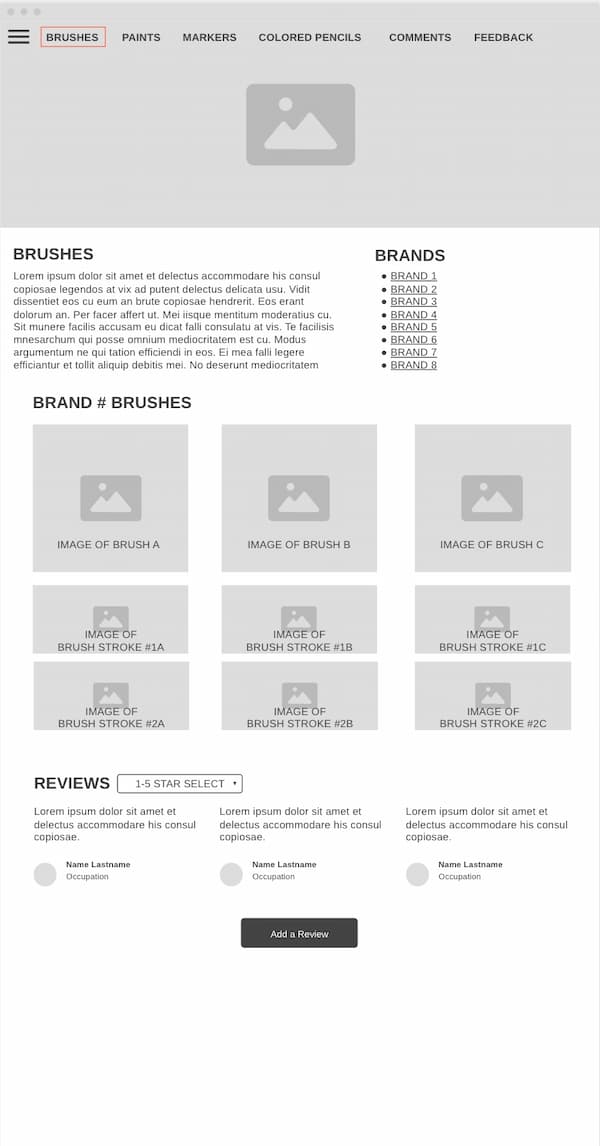 BRUSHES PAINTS MARKERS COLORED PENCILS COMMENTS FEEDBACK
BRUSHES
Lorem ipsum dolor sit amet et delectus accommodare his consul
copiosae legendos at vix ad putent delectus delicata usu. Vidit
dissentiet eos cu eum an brute copiosae hendrerit. Eos erant
dolorum an. Per facer affert ut. Mei iisque mentitum moderatius cu.
Sit munere facilis accusam eu dicat falli consulatu at vis. Te facilisis
mnesarchum qui posse omnium mediocritatem est cu. Modus
argumentum ne qui tation efficiendi in eos. Ei mea falli legere
efficiantur et tollit aliquip debitis mei. No deserunt mediocritatem
BRANDS
● BRAND 1
● BRAND 2
● BRAND 3
● BRAND 4
● BRAND 5
● BRAND 6
● BRAND 7
● BRAND 8
BRAND # BRUSHES
IMAGE OF BRUSH A
IMAGE OF BRUSH B
IMAGE OF BRUSH C
IMAGE OF
BRUSH STROKE #1A
IMAGE OF
BRUSH STROKE #1B
IMAGE OF
BRUSH STROKE #1C
IMAGE OF
BRUSH STROKE #2A
IMAGE OF
BRUSH STROKE #2B
IMAGE OF
BRUSH STROKE #2C
REVIEWS 1-5 STAR SELECT
Lorem ipsum dolor sit amet et
delectus accommodare his consul
copiosae.
Name Lastname
Occupation
Lorem ipsum dolor sit amet et
delectus accommodare his consul
copiosae.
Name Lastname
Occupation
Lorem ipsum dolor sit amet et
delectus accommodare his consul
copiosae.
Name Lastname
Occupation
Add a Review